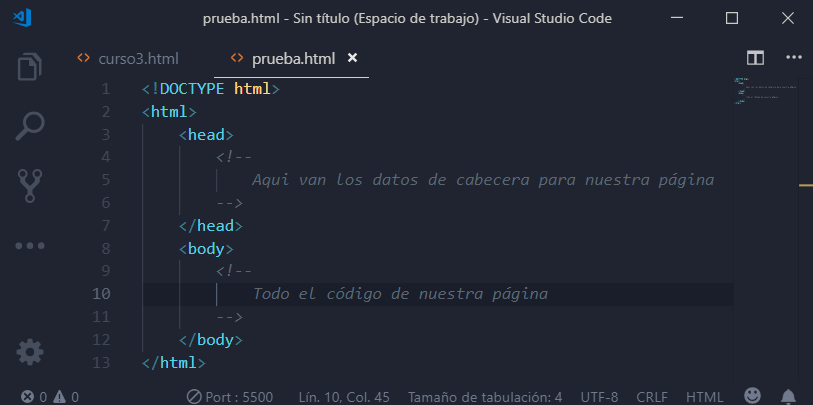 prueba.html - Sin título (Espacio de trabajo) - Visual Studio Code
curso3.html prueba.html
1 <!DOCTYPE html>
2 <html>
3 <head>
4 <!--
5 Aqui van los datos de cabecera para nuestra página
6 -->
7 </head>
8 <body>
9 <!--
10 Todo el código de nuestra página
11 -->
12 </body>
13 </html>
0 0 Port : 5500 Lín. 10, Col. 45 Tamaño de tabulación: 4 UTF-8 CRLF HTML